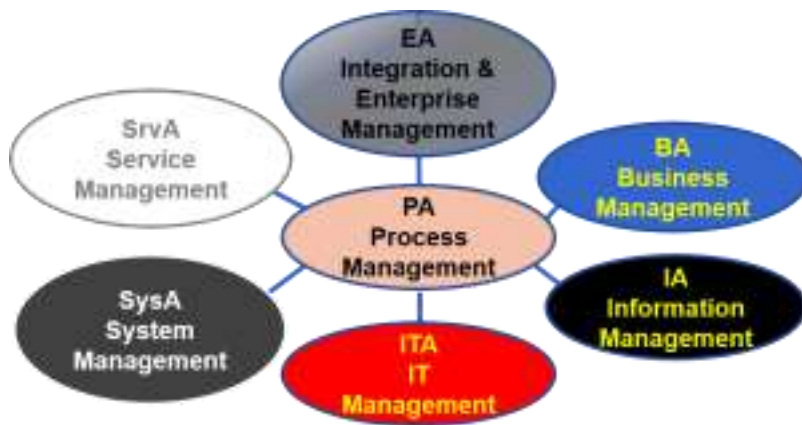 EA
Integration &
Enterprise
Management
SrvA
Service
Management
BA
Business
Management
PA
Process
Management
SysA
System
Management
IA
Information
Management
ITA
IT
Management